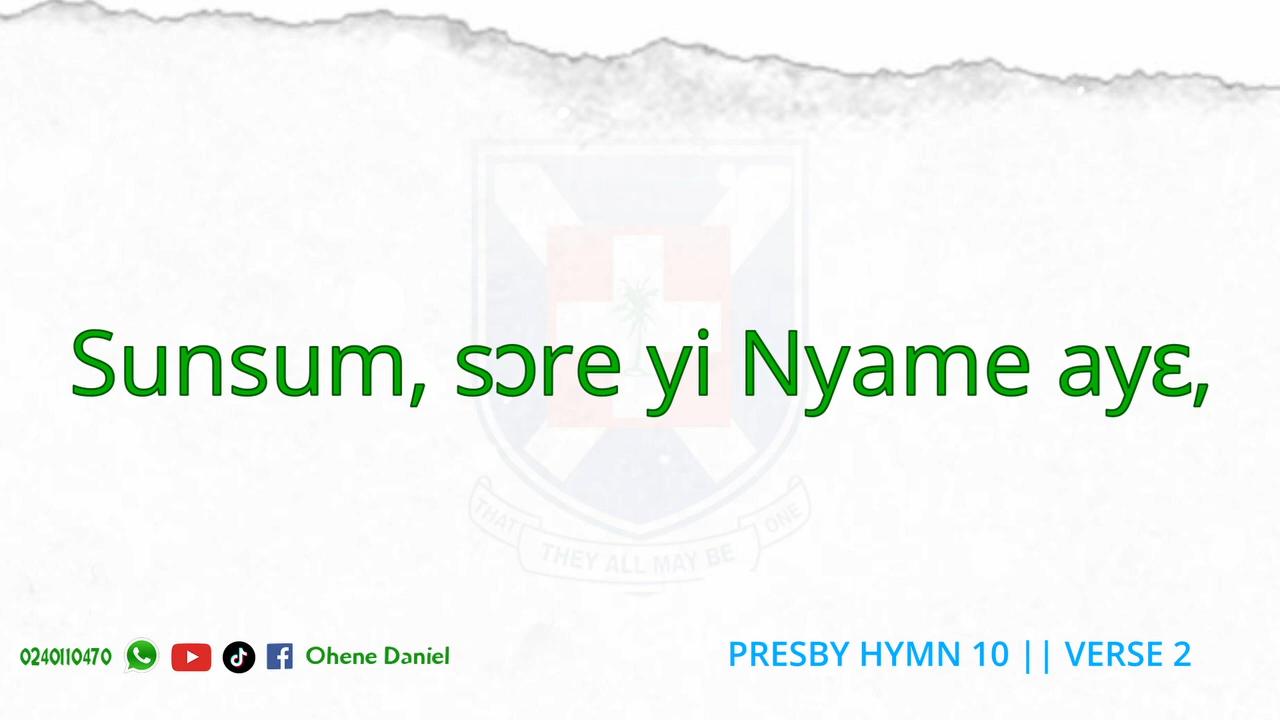 Sunsum, sɔre yi Nyame ayɛ,
THAT THEY ALL MAY BE ONE
0240110470 Ohene Daniel
PRESBY HYMN 10 || VERSE 2